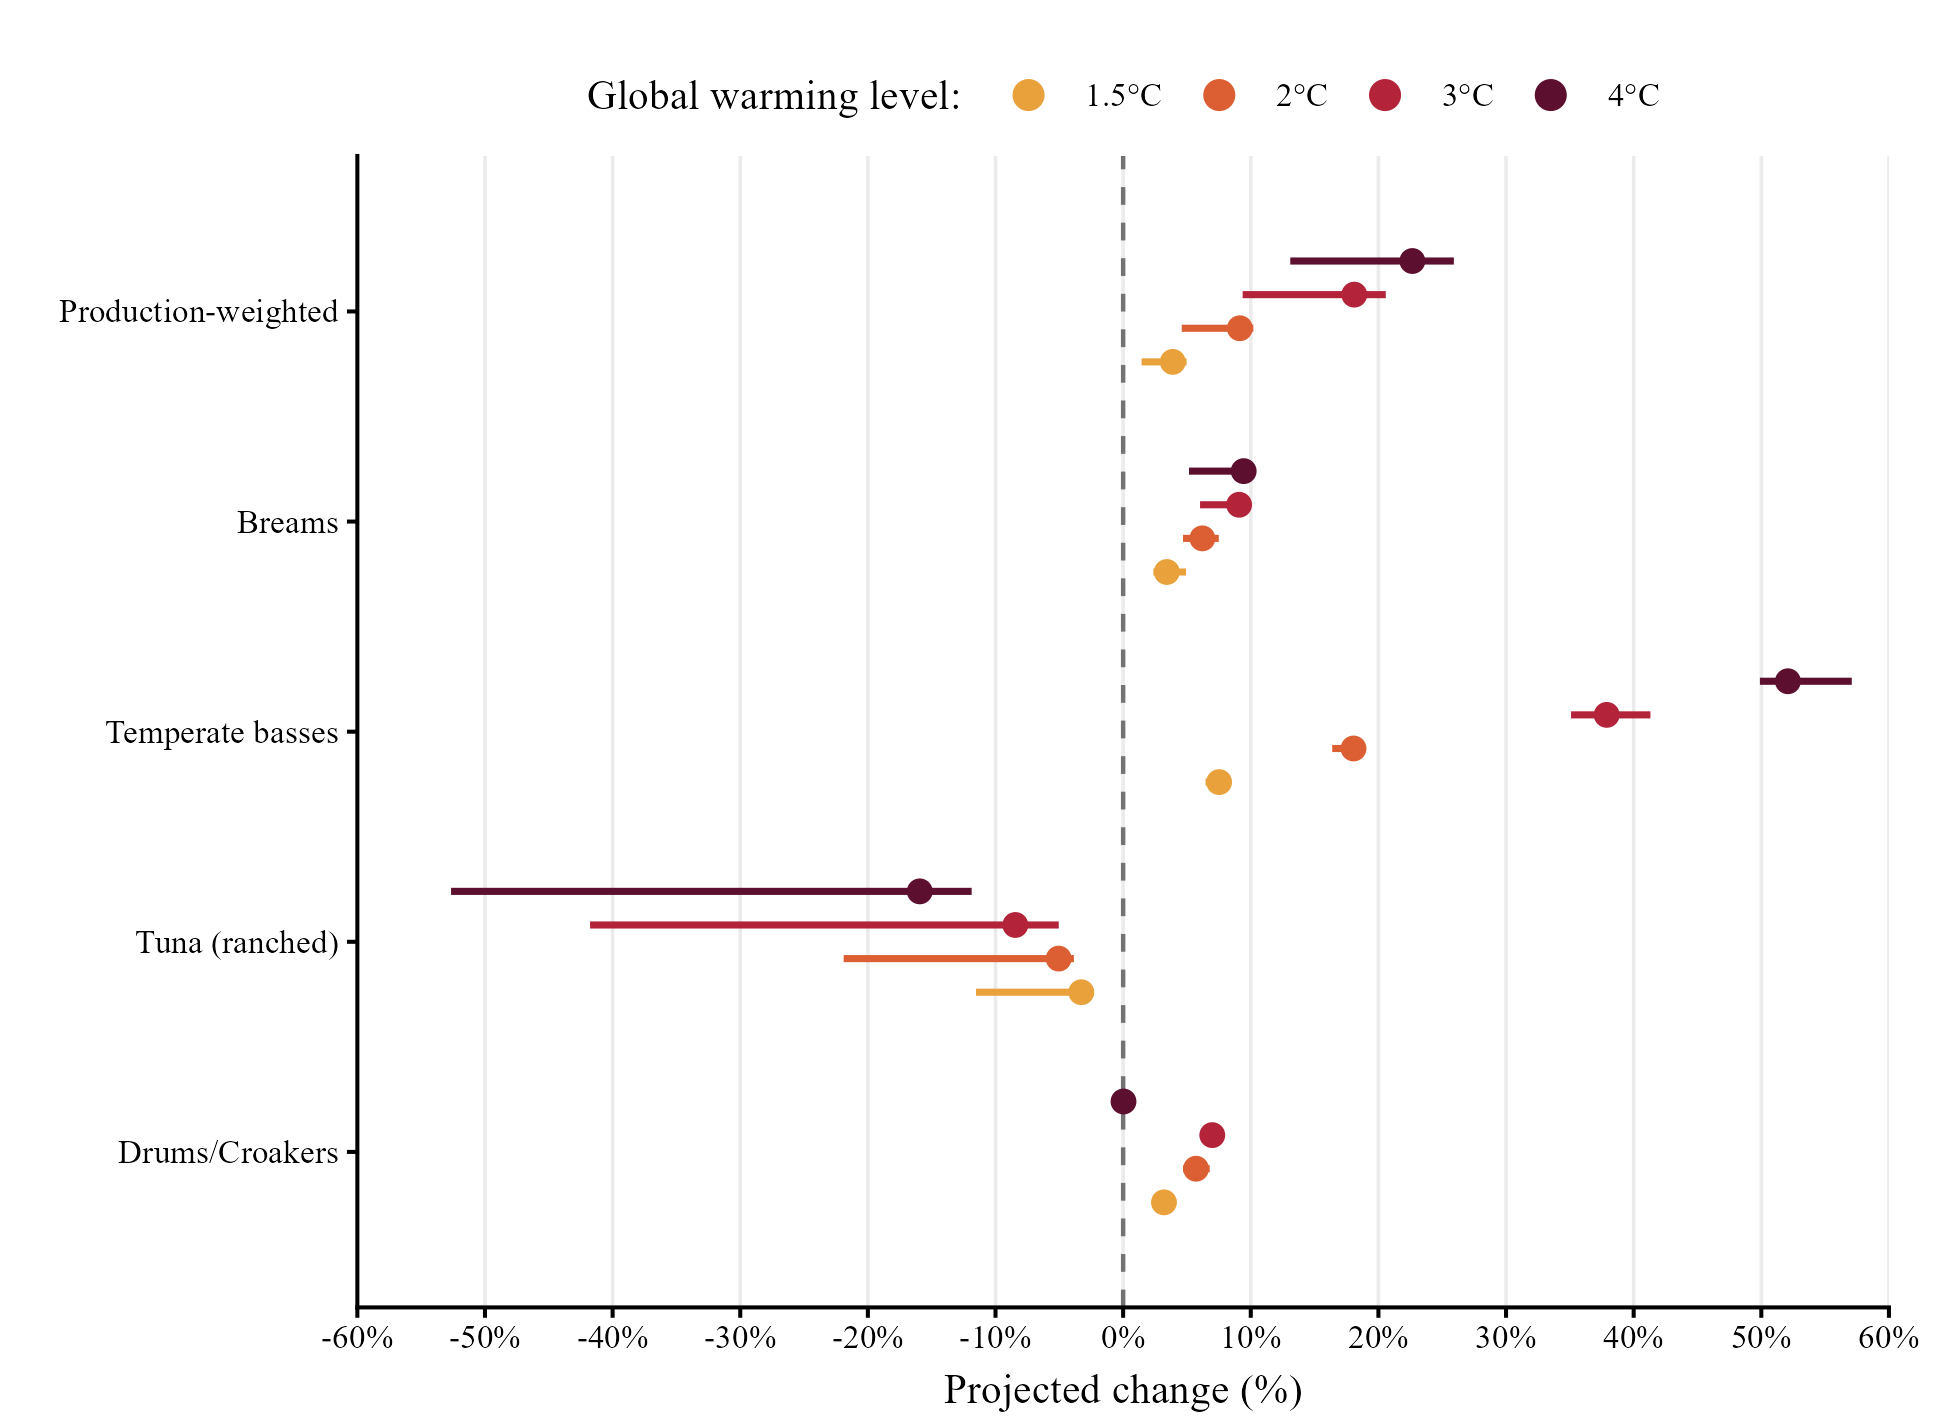 Global warming level: 1.5°C 2°C 3°C 4°C
Production-weighted
Breams
Temperate basses
Tuna (ranched)
Drums/Croakers
-60% -50% -40% -30% -20% -10% 0% 10% 20% 30% 40% 50% 60%
Projected change (%)